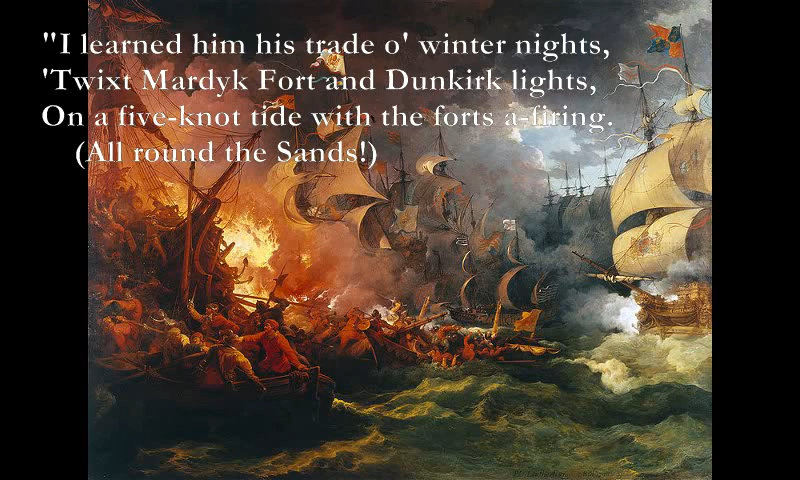 "I learned him his trade o' winter nights,
'Twixt Mardyk Fort and Dunkirk lights,
On a five-knot tide with the forts a-firing.
(All round the Sands!)